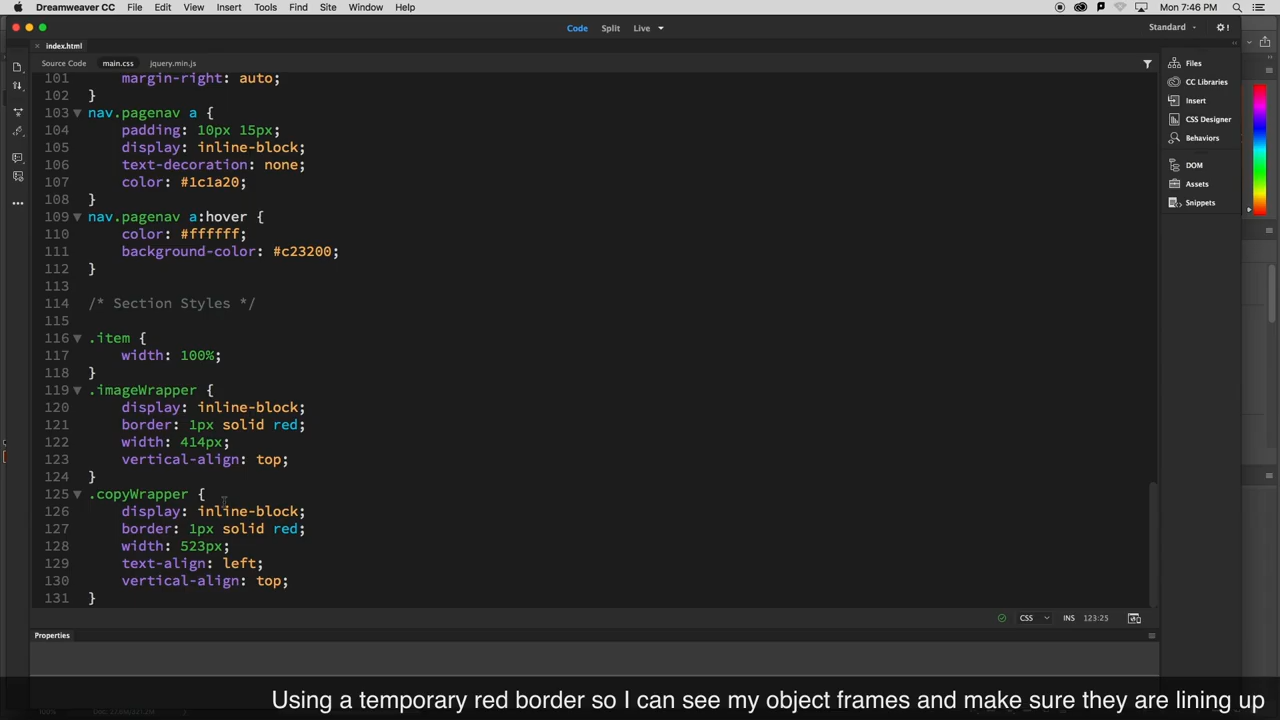 Dreamweaver CC File Edit View Insert Tools Find Site Window Help Mon 7:46 PM
Code Split Live Standard
index.html
Source Code main.css jquery.min.js
101 margin-right: auto;
102 }
103 nav.pagenav a {
104 padding: 10px 15px;
105 display: inline-block;
106 text-decoration: none;
107 color: #1c1a20;
108 }
109 nav.pagenav a:hover {
110 color: #ffffff;
111 background-color: #c23200;
112 }
113
114 /* Section Styles */
115
116 .item {
117 width: 100%;
118 }
119 .imageWrapper {
120 display: inline-block;
121 border: 1px solid red;
122 width: 414px;
123 vertical-align: top;
124 }
125 .copyWrapper {
126 display: inline-block;
127 border: 1px solid red;
128 width: 523px;
129 text-align: left;
130 vertical-align: top;
131 }
Files
CC Libraries
Insert
CSS Designer
Behaviors
DOM
Assets
Snippets
CSS INS 123:25
Properties
Using a temporary red border so I can see my object frames and make sure they are lining up